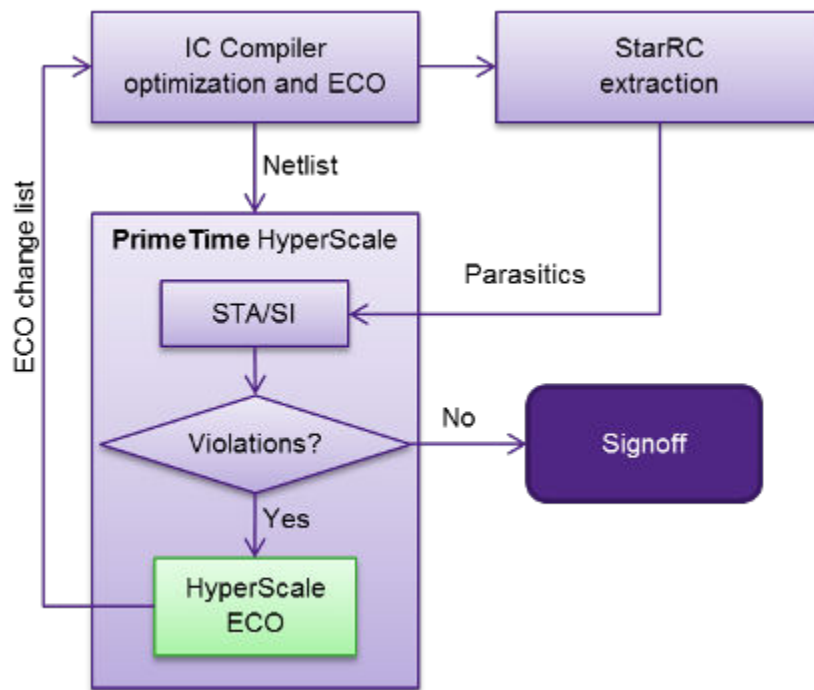 IC Compiler
optimization and ECO
StarRC
extraction
Netlist
ECO change list
PrimeTime HyperScale
Parasitics
STA/SI
Violations?
No
Signoff
Yes
HyperScale
ECO